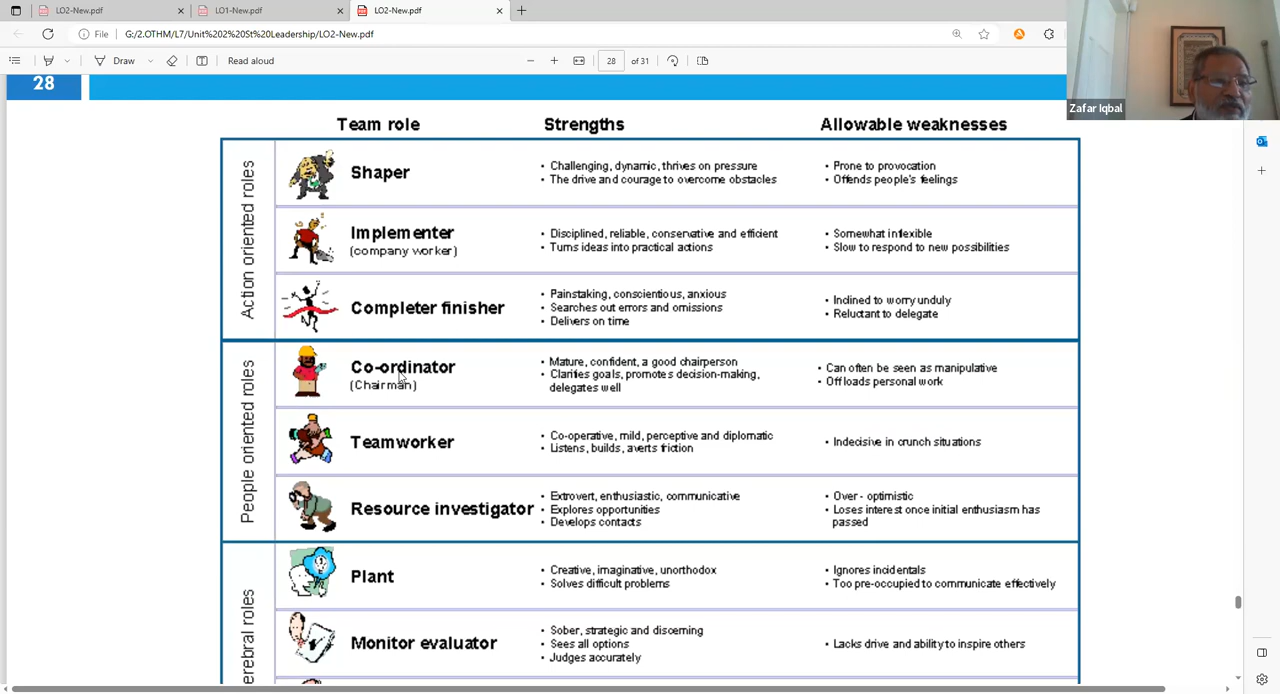 LO2-New.pdf
LO1-New.pdf
LO2-New.pdf
File
G:/2.OTHM/L7/Unit%202%20St%20Leadership/LO2-New.pdf
Draw
Read aloud
28
of 31
Zafar Iqbal
28
Team role
Strengths
Allowable weaknesses
Action oriented roles
Shaper
• Challenging, dynamic, thrives on pressure
• The drive and courage to overcome obstacles
• Prone to provocation
• Offends people's feelings
Implementer
(company worker)
• Disciplined, reliable, conservative and efficient
• Turns ideas into practical actions
• Somewhat inflexible
• Slow to respond to new possibilities
Completer finisher
• Painstaking, conscientious, anxious
• Searches out errors and omissions
• Delivers on time
• Inclined to worry unduly
• Reluctant to delegate
People oriented roles
Co-ordinator
(Chairman)
• Mature, confident, a good chairperson
• Clarifies goals, promotes decision-making,
delegates well
• Can often be seen as manipulative
• Offloads personal work
Teamworker
• Co-operative, mild, perceptive and diplomatic
• Listens, builds, averts friction
• Indecisive in crunch situations
Resource investigator
• Extrovert, enthusiastic, communicative
• Explores opportunities
• Develops contacts
• Over - optimistic
• Loses interest once initial enthusiasm has
passed
erebral roles
Plant
• Creative, imaginative, unorthodox
• Solves difficult problems
• Ignores incidentals
• Too pre-occupied to communicate effectively
Monitor evaluator
• Sober, strategic and discerning
• Sees all options
• Judges accurately
• Lacks drive and ability to inspire others